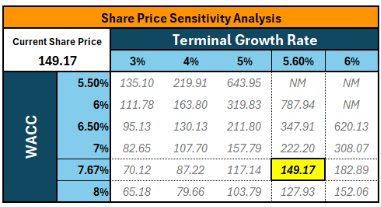 Share Price Sensitivity Analysis
Current Share Price Terminal Growth Rate
149.17 3% 4% 5% 5.60% 6%
WACC
5.50% 135.10 219.91 643.95 NM NM
6% 111.78 163.80 319.83 787.94 NM
6.50% 95.13 130.13 211.80 347.91 620.13
7% 82.65 107.70 157.79 222.20 308.07
7.67% 70.12 87.22 117.14 149.17 182.89
8% 65.18 79.66 103.79 127.93 152.06